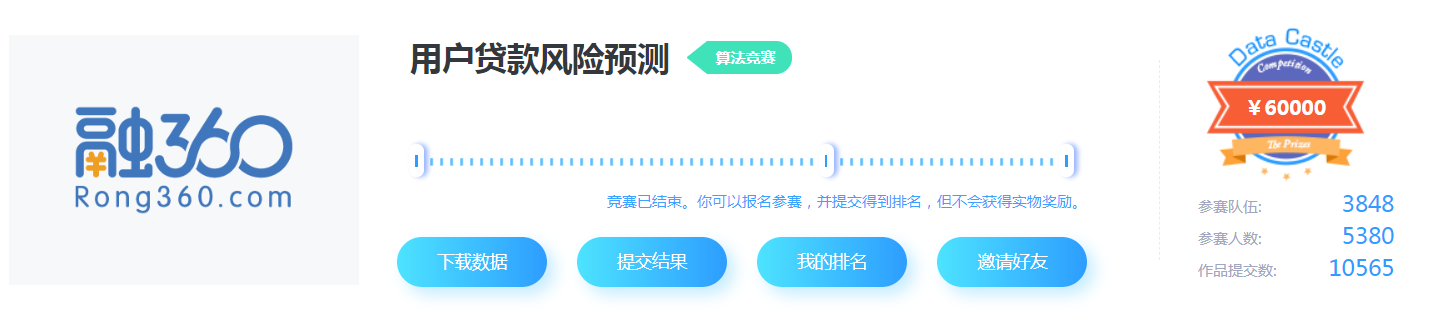 融360
Rong360.com
用户贷款风险预测
算法竞赛
竞赛已结束。你可以报名参赛，并提交得到排名，但不会获得实物奖励。
下载数据
提交结果
我的排名
邀请好友
Data Castle
Competition
￥60000
The Prizes
参赛队伍: 3848
参赛人数: 5380
作品提交数: 10565